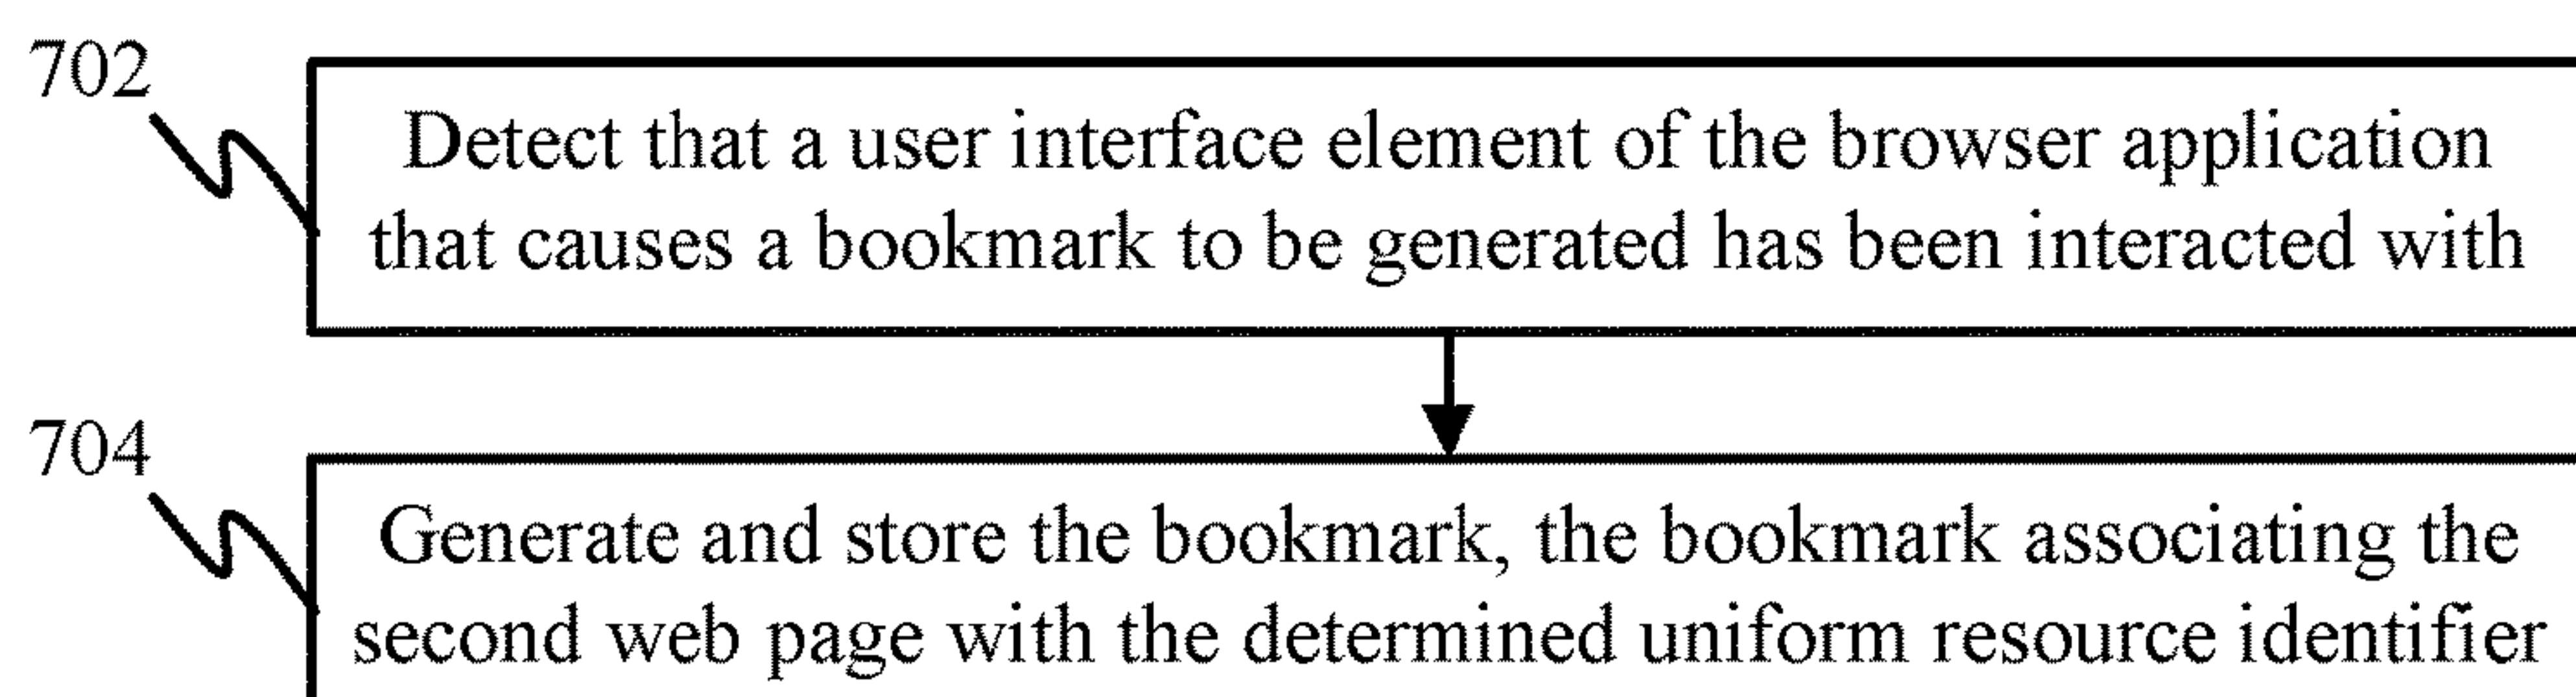 702
Detect that a user interface element of the browser application
that causes a bookmark to be generated has been interacted with
704
Generate and store the bookmark, the bookmark associating the
second web page with the determined uniform resource identifier